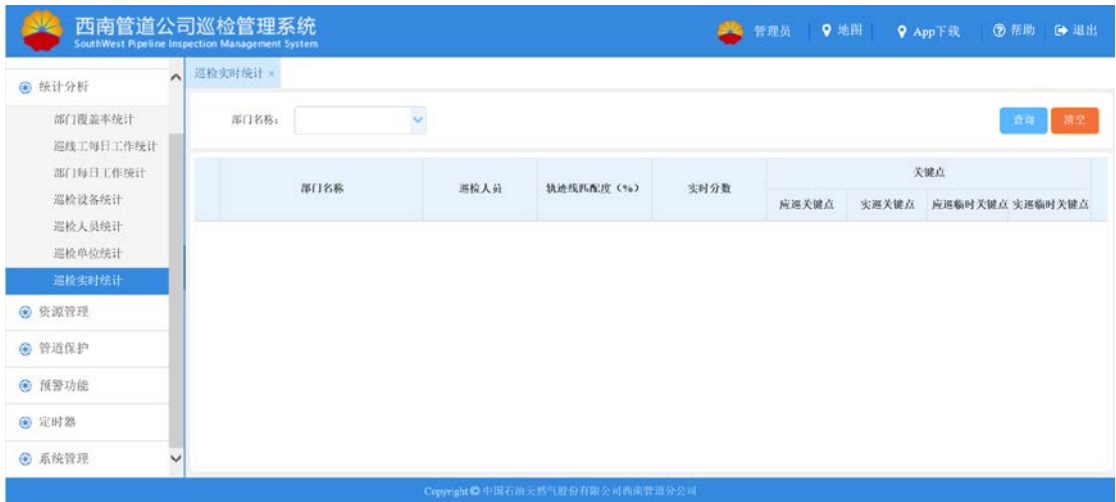 西南管道公司巡检管理系统
SouthWest Pipeline Inspection Management System
管理员 地图 App下载 帮助 退出
统计分析
部门覆盖率统计
巡线工每日工作统计
部门每日工作统计
巡检设备统计
巡检人员统计
巡检单位统计
巡检实时统计
依源管理
管道保护
预警功能
定时器
系统管理
巡检实时统计 ×
部门名称: 查询 清空
部门名称 巡检人员 轨迹线匹配度（%） 实时分数 关键点
应巡关键点 实巡关键点 应巡临时关键点 实巡临时关键点
Copyright © 中国石油天然气股份有限公司西南管道分公司